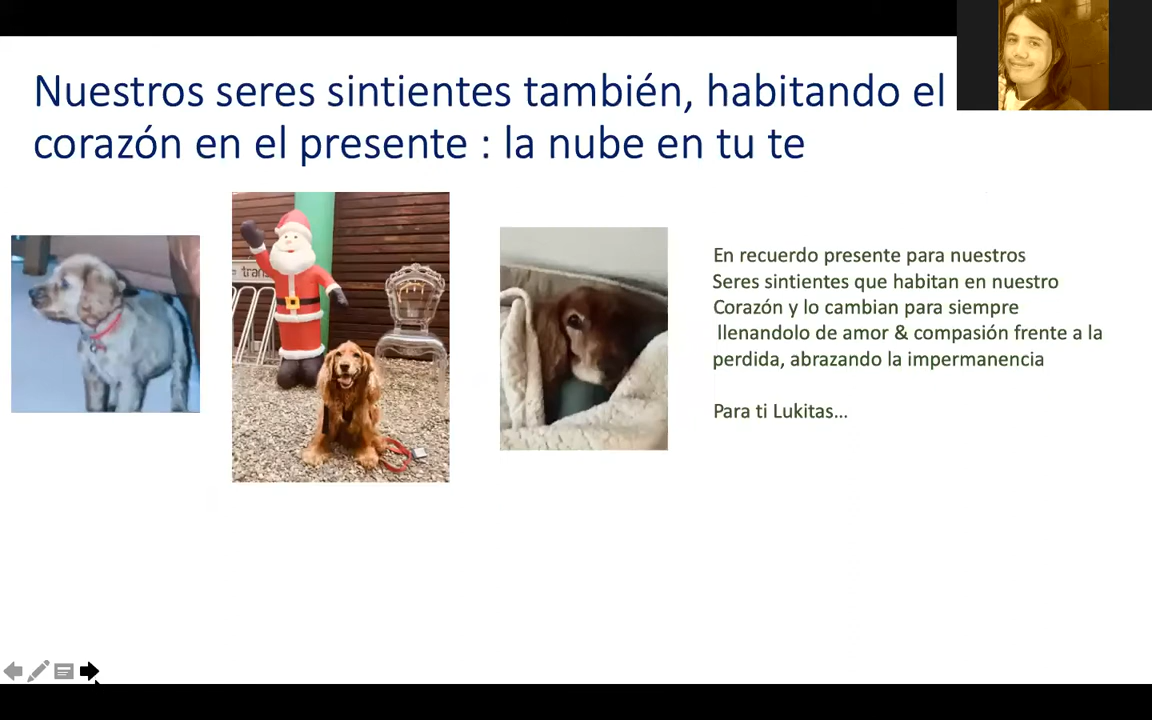 Nuestros seres sintientes también, habitando el
corazón en el presente : la nube en tu te
En recuerdo presente para nuestros
Seres sintientes que habitan en nuestro
Corazón y lo cambian para siempre
llenandolo de amor & compasión frente a la
perdida, abrazando la impermanencia
Para ti Lukitas...